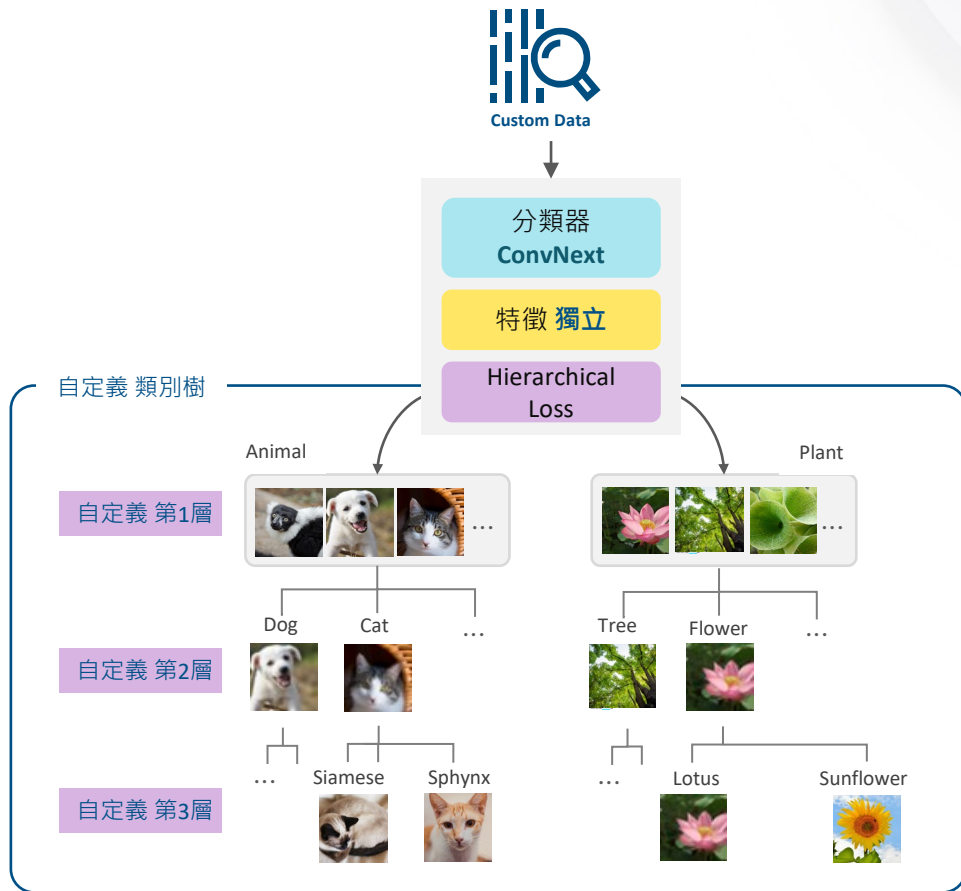 Custom Data
分類器
ConvNext
特徵 獨立
Hierarchical
Loss
自定義 類別樹
Animal
Plant
自定義 第1層
...
...
Dog
Cat
...
Tree
Flower
...
自定義 第2層
...
Siamese
Sphynx
...
Lotus
Sunflower
自定義 第3層